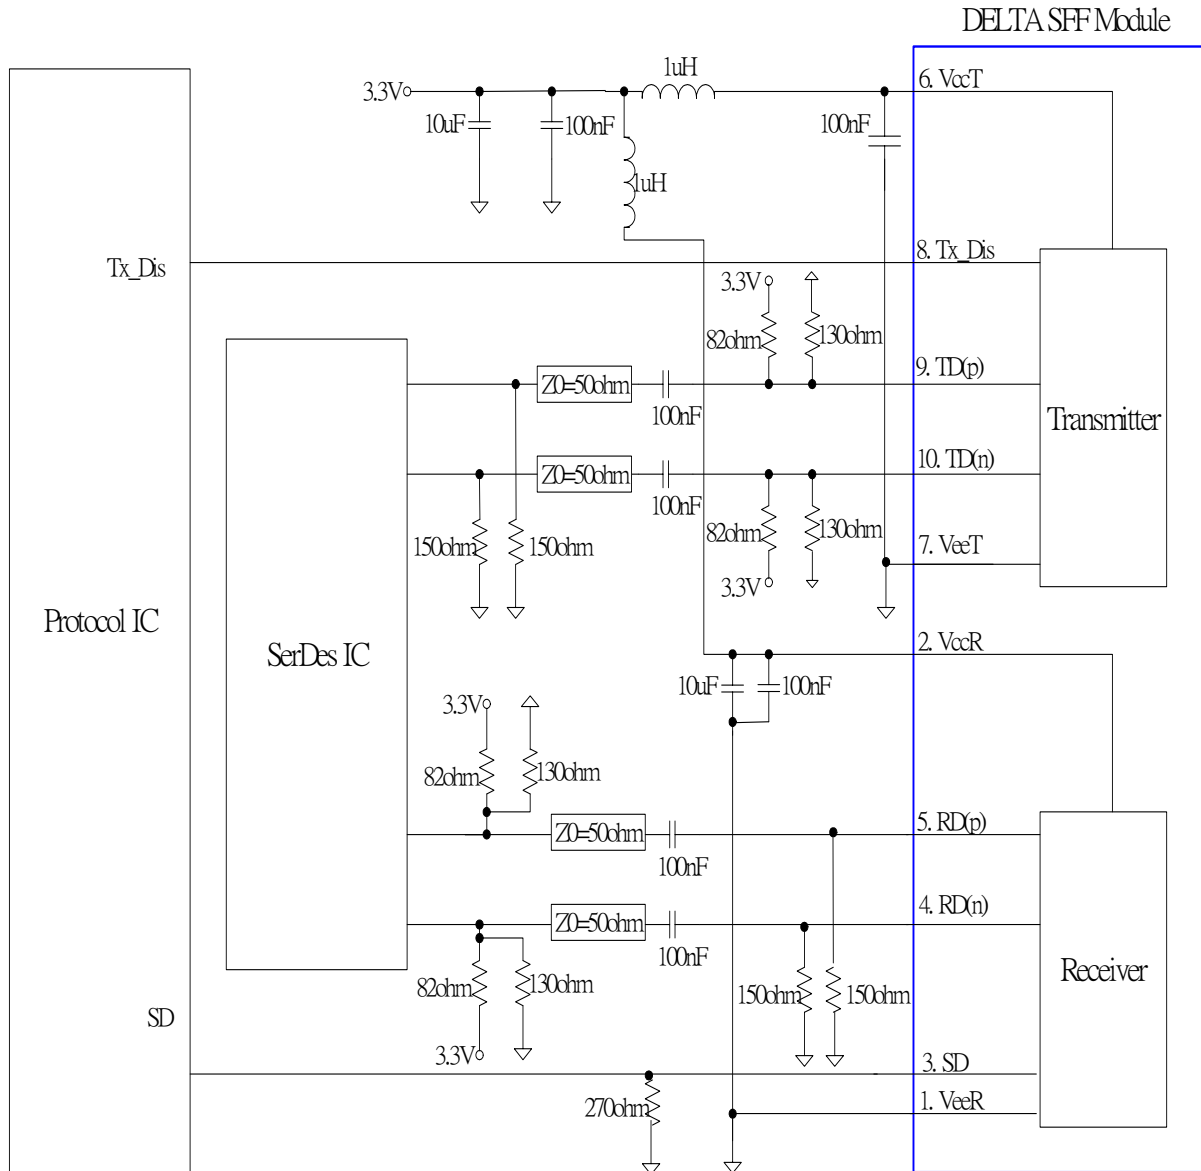 DELTA SFF Module
1uH
6. VccT
3.3V
10uF
100nF
100nF
1uH
Tx_Dis
8. Tx_Dis
3.3V
82ohm
130ohm
Z0=50ohm
9. TD(p)
100nF
Transmitter
Z0=50ohm
10. TD(n)
100nF
82ohm
130ohm
150ohm
150ohm
7. VeeT
3.3V
Protocol IC
SerDes IC
2. VccR
10uF
100nF
3.3V
82ohm
130ohm
Z0=50ohm
5. RD(p)
100nF
Z0=50ohm
4. RD(n)
100nF
Receiver
82ohm
130ohm
150ohm
150ohm
SD
3.3V
3. SD
270ohm
1. VeeR